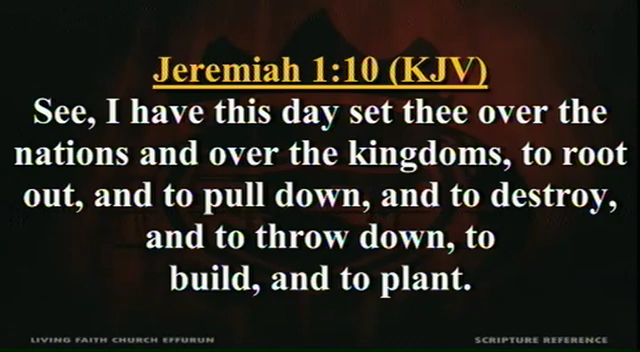 Jeremiah 1:10 (KJV)
See, I have this day set thee over the
nations and over the kingdoms, to root
out, and to pull down, and to destroy,
and to throw down, to
build, and to plant.
LIVING FAITH CHURCH EFFURUN
SCRIPTURE REFERENCE